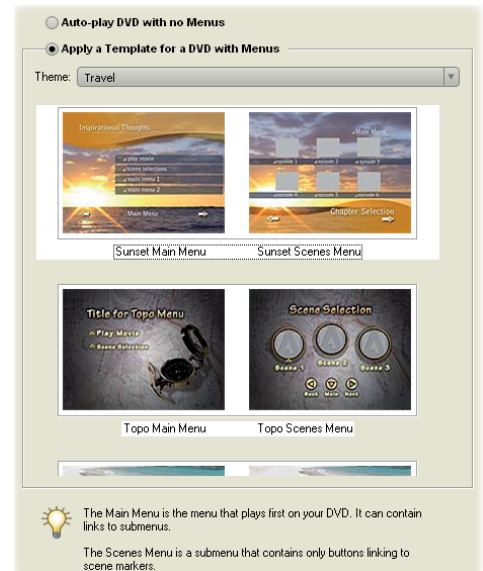 Auto-play DVD with no Menus
Apply a Template for a DVD with Menus
Theme: Travel
Inspirational Thoughts
play movie
scene selections
main menu 1
main menu 2
Main Menu
Main Menu
episode 1 episode 2 episode 3
episode 4 episode 5 episode 6
Chapter Selection
Sunset Main Menu Sunset Scenes Menu
Title for Topo Menu
Play Movie
Scene Selection
Scene Selection
Scene 1 Scene 2 Scene 3
Back Main Next
Topo Main Menu Topo Scenes Menu
The Main Menu is the menu that plays first on your DVD. It can contain
links to submenus.
The Scenes Menu is a submenu that contains only buttons linking to
scene markers.